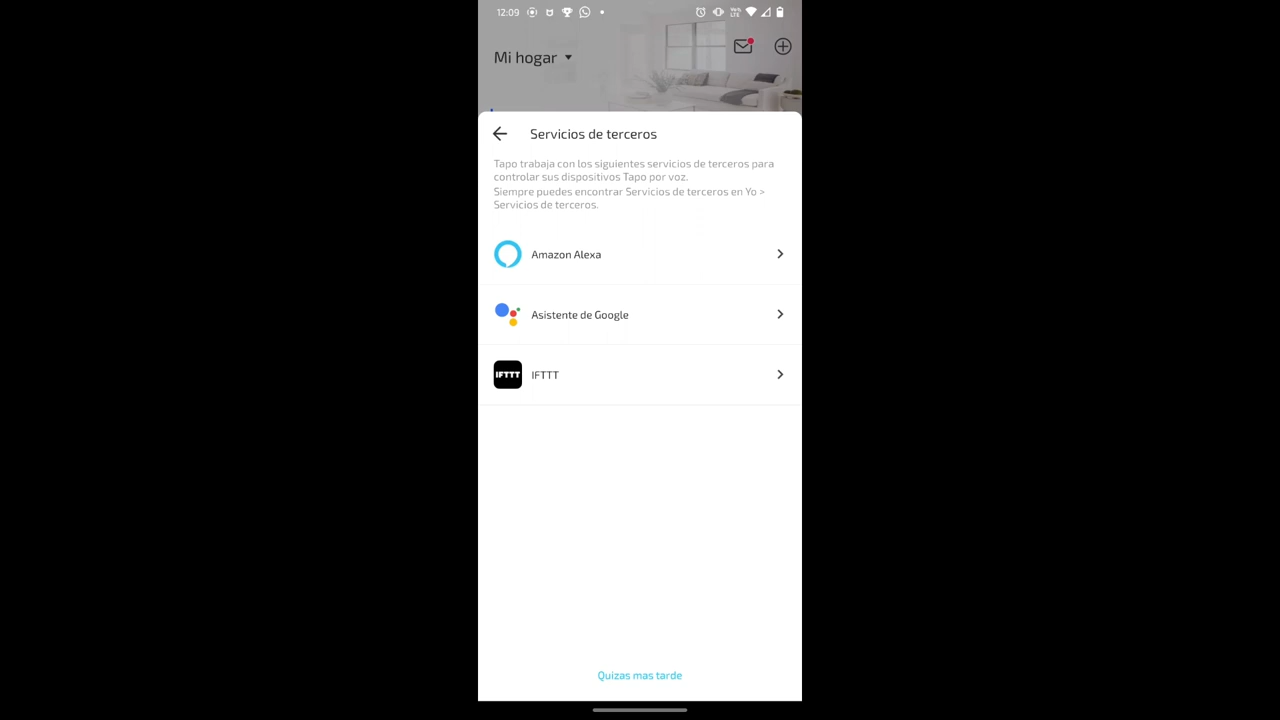 12:09
Mi hogar
Servicios de terceros
Tapo trabaja con los siguientes servicios de terceros para
controlar sus dispositivos Tapo por voz.
Siempre puedes encontrar Servicios de terceros en Yo >
Servicios de terceros.
Amazon Alexa
Asistente de Google
IFTTT IFTTT
Quizas mas tarde